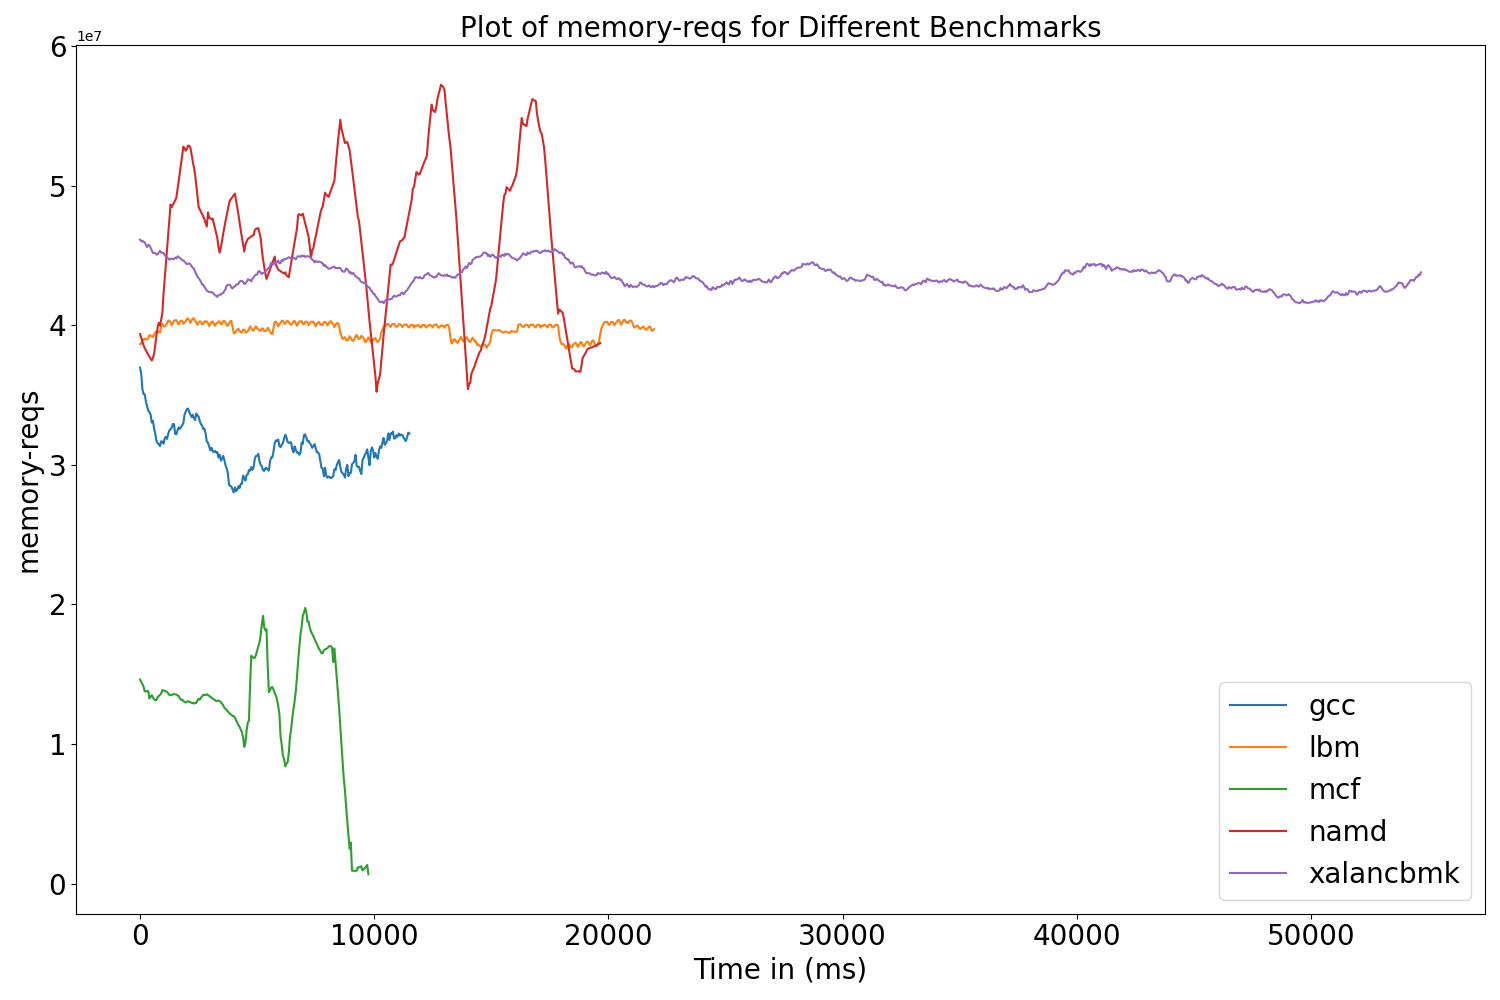 Plot of memory-reqs for Different Benchmarks
1e7
6
5
4
3
2
1
0
memory-reqs
0 10000 20000 30000 40000 50000
Time in (ms)
gcc
lbm
mcf
namd
xalancbmk